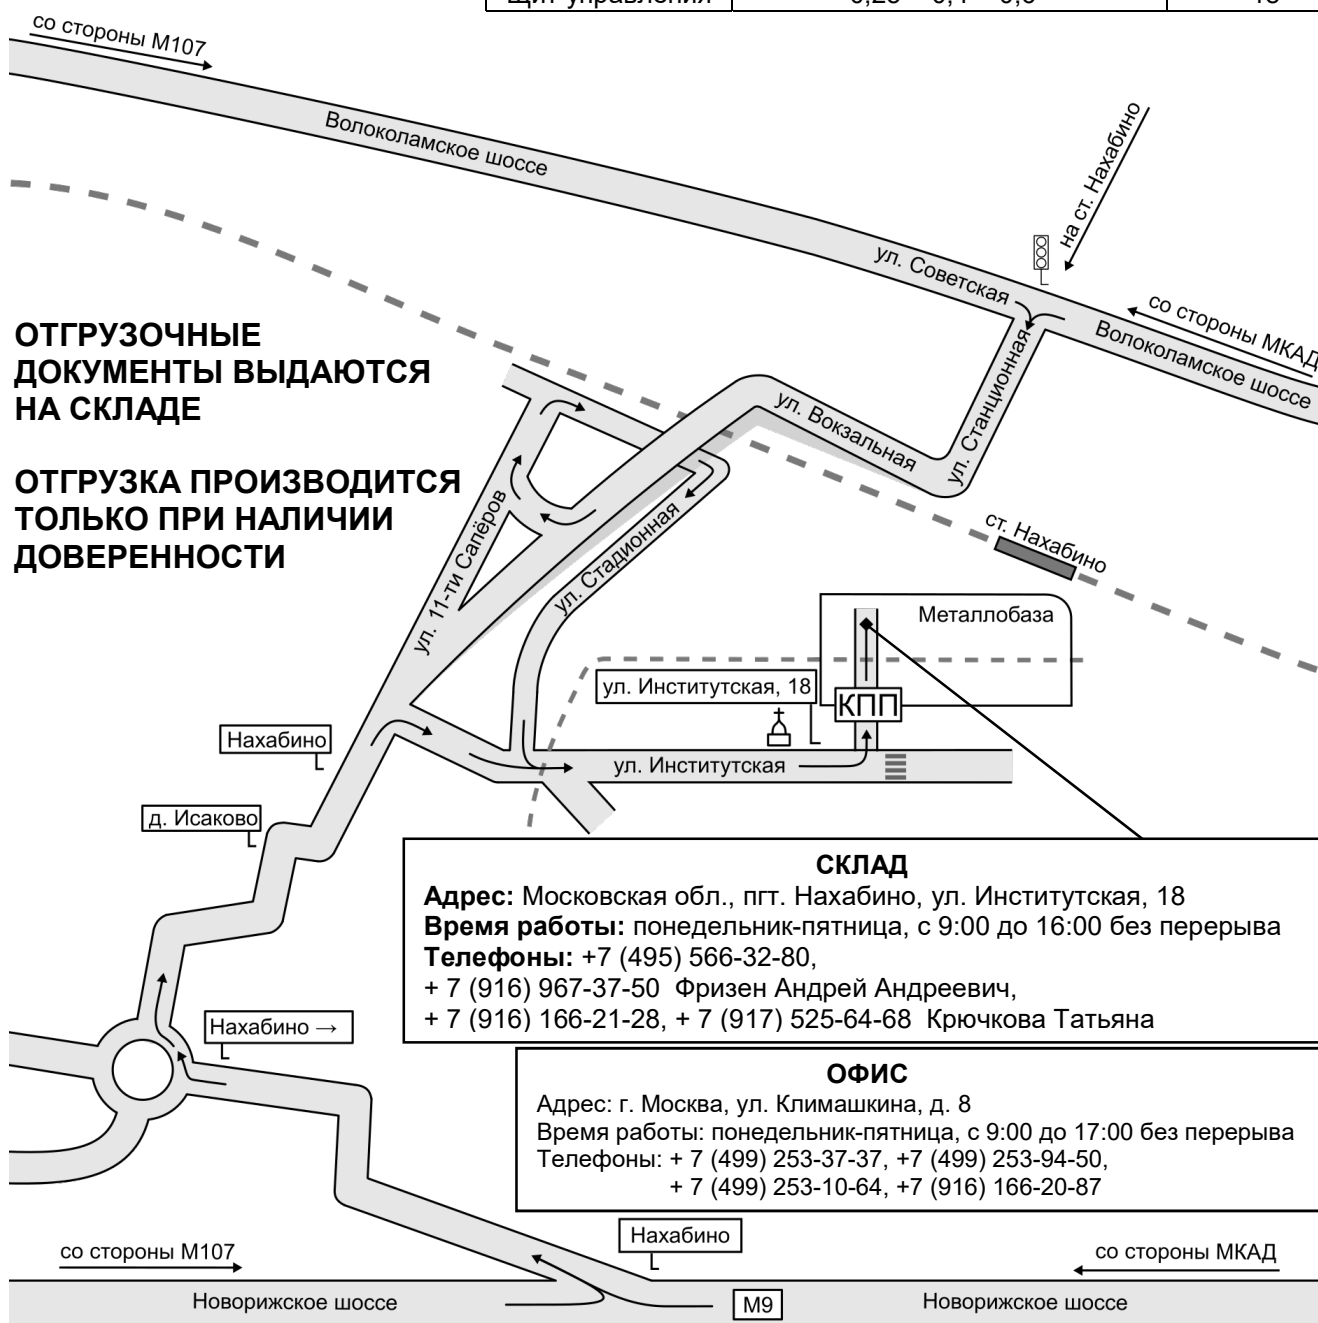 Щит управления
со стороны М107
Волоколамское шоссе
на ст. Нахабино
ул. Советская
со стороны МКАД
Волоколамское шоссе
ОТГРУЗОЧНЫЕ
ДОКУМЕНТЫ ВЫДАЮТСЯ
НА СКЛАДЕ
ул. Станционная
ул. Вокзальная
ОТГРУЗКА ПРОИЗВОДИТСЯ
ТОЛЬКО ПРИ НАЛИЧИИ
ДОВЕРЕННОСТИ
ул. 11-ти Сапёров
ул. Стадионная
ст. Нахабино
Металлобаза
ул. Институтская, 18
КПП
Нахабино
ул. Институтская
д. Исаково
СКЛАД
Адрес: Московская обл., пгт. Нахабино, ул. Институтская, 18
Время работы: понедельник-пятница, с 9:00 до 16:00 без перерыва
Телефоны: +7 (495) 566-32-80,
+ 7 (916) 967-37-50 Фризен Андрей Андреевич,
+ 7 (916) 166-21-28, + 7 (917) 525-64-68 Крючкова Татьяна
Нахабино →
ОФИС
Адрес: г. Москва, ул. Климашкина, д. 8
Время работы: понедельник-пятница, с 9:00 до 17:00 без перерыва
Телефоны: + 7 (499) 253-37-37, +7 (499) 253-94-50,
+ 7 (499) 253-10-64, +7 (916) 166-20-87
Нахабино
со стороны М107
со стороны МКАД
Новорижское шоссе
М9
Новорижское шоссе